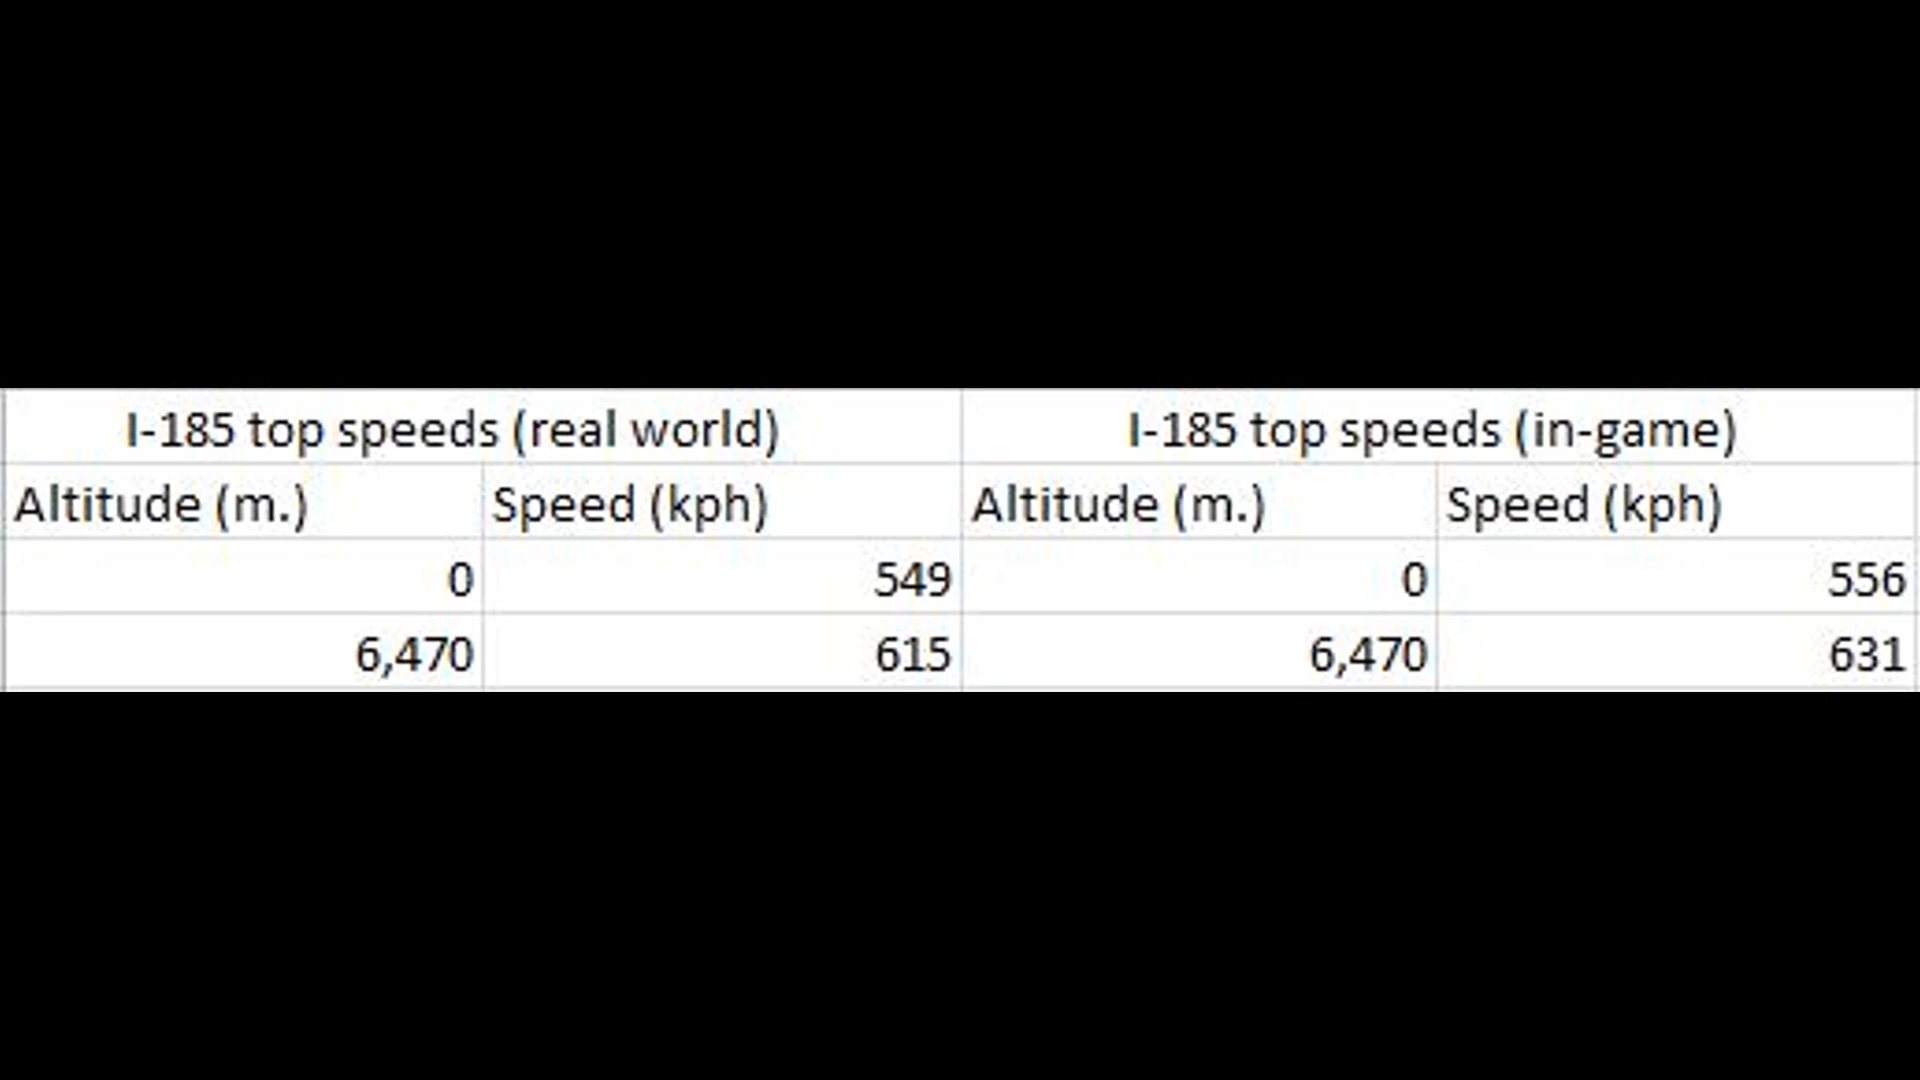 I-185 top speeds (real world) I-185 top speeds (in-game)
Altitude (m.) Speed (kph) Altitude (m.) Speed (kph)
0 549 0 556
6,470 615 6,470 631